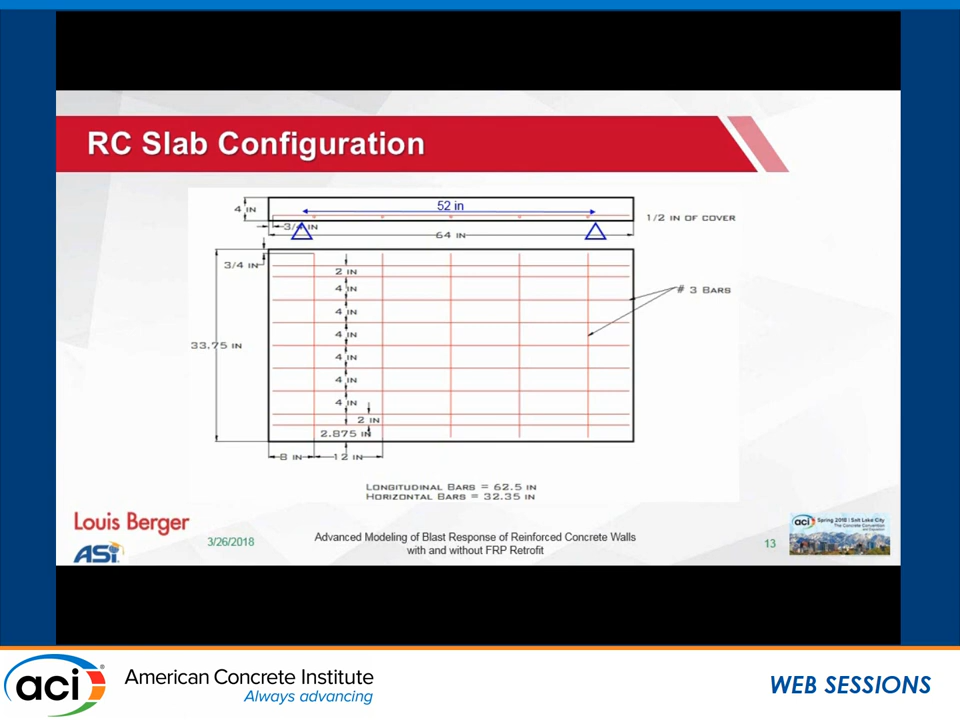 RC Slab Configuration
52 in
4 IN
1/2 IN OF COVER
3/4 IN
64 IN
3/4 IN
2 IN
4 IN
# 3 BARS
4 IN
4 IN
33.75 IN
4 IN
4 IN
4 IN
2 IN
2.875 IN
8 IN
12 IN
LONGITUDINAL BARS = 62.5 IN
HORIZONTAL BARS = 32.35 IN
Louis Berger
ASI
3/26/2018
Advanced Modeling of Blast Response of Reinforced Concrete Walls
with and without FRP Retrofit
13
aci Spring 2018 | Salt Lake City
The Concrete Convention
aci
American Concrete Institute
Always advancing
WEB SESSIONS